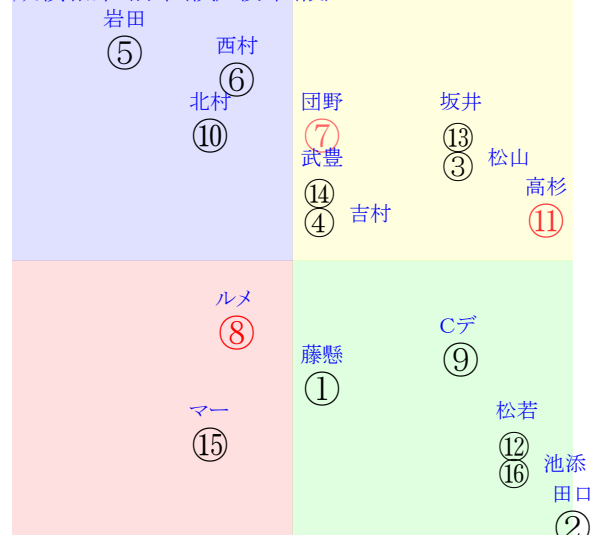 岩田
⑤
西村
⑥
北村
⑩
団野
⑦
坂井
⑬
③ 松山
武豊
⑭
④ 吉村
高杉
⑪
ルメ
⑧
マー
⑮
藤懸
①
Cデ
⑨
松若
⑫
⑯ 池添
田口
②